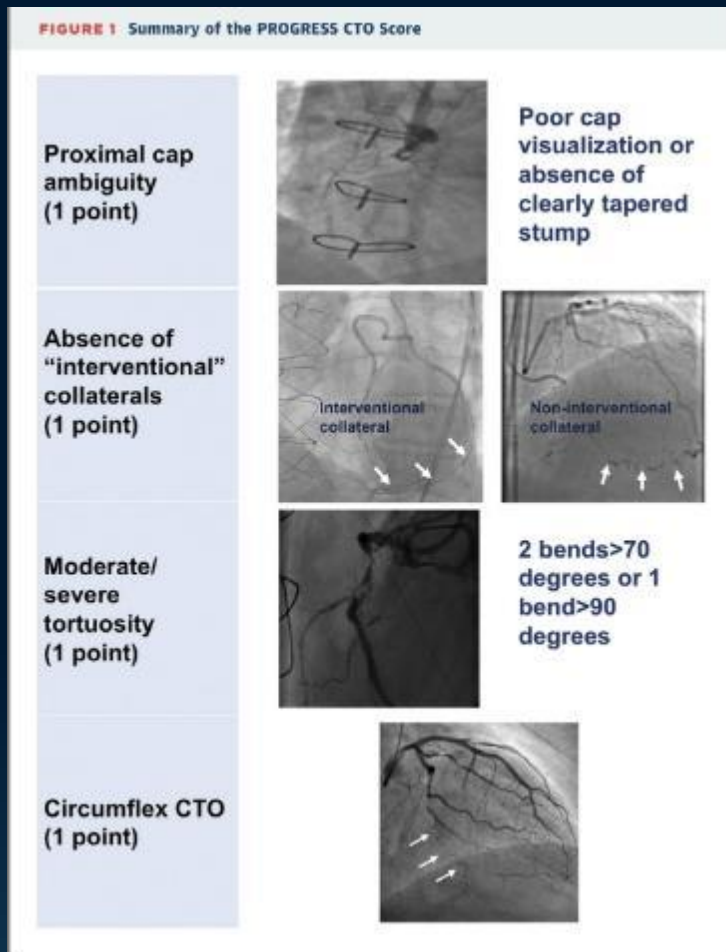 FIGURE 1 Summary of the PROGRESS CTO Score
Proximal cap
ambiguity
(1 point)
Poor cap
visualization or
absence of
clearly tapered
stump
Absence of
“interventional”
collaterals
(1 point)
Interventional
collateral
Non-interventional
collateral
Moderate/
severe
tortuosity
(1 point)
2 bends>70
degrees or 1
bend>90
degrees
Circumflex CTO
(1 point)